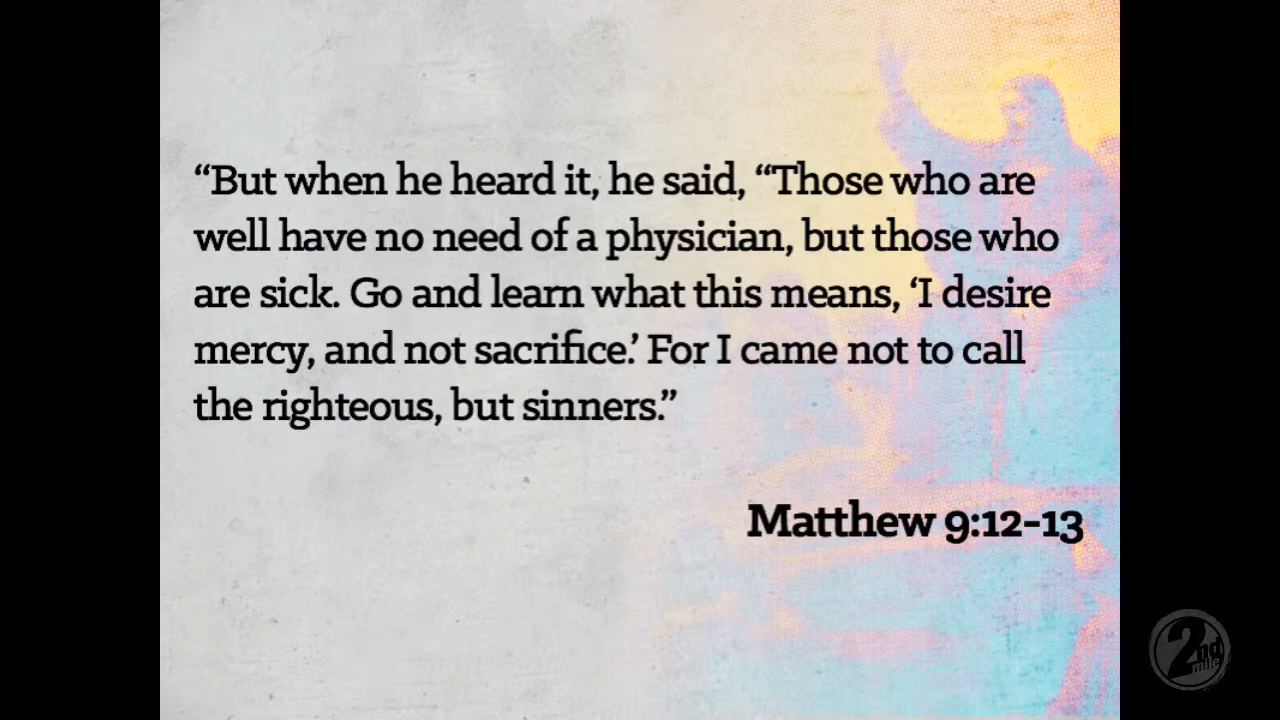 “But when he heard it, he said, “Those who are
well have no need of a physician, but those who
are sick. Go and learn what this means, ‘I desire
mercy, and not sacrifice.’ For I came not to call
the righteous, but sinners.”
Matthew 9:12-13
2nd
mile